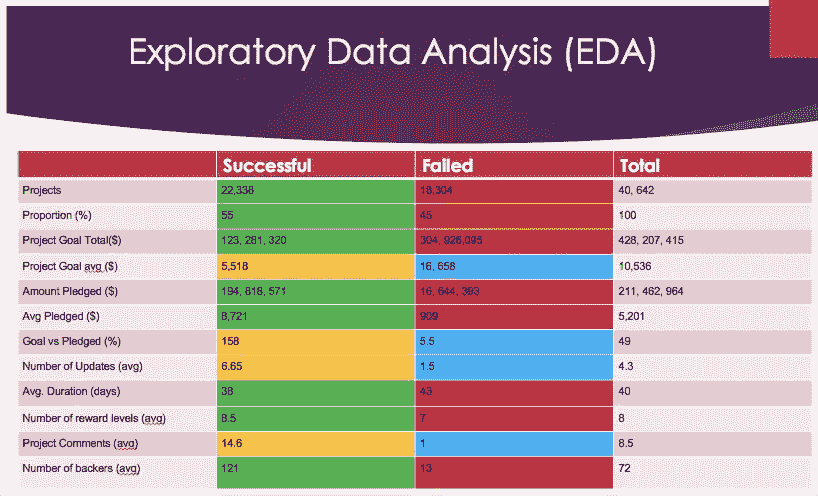 Exploratory Data Analysis (EDA)
Successful Failed Total
Projects 22,338 18,304 40, 642
Proportion (%) 55 45 100
Project Goal Total($) 123, 281, 320 304, 926,095 428, 207, 415
Project Goal avg ($) 5,518 16, 658 10,536
Amount Pledged ($) 194, 818, 571 16, 644, 393 211, 462, 964
Avg Pledged ($) 8,721 909 5,201
Goal vs Pledged (%) 158 5.5 49
Number of Updates (avg) 6.65 1.5 4.3
Avg. Duration (days) 38 43 40
Number of reward levels (avg) 8.5 7 8
Project Comments (avg) 14.6 1 8.5
Number of backers (avg) 121 13 72